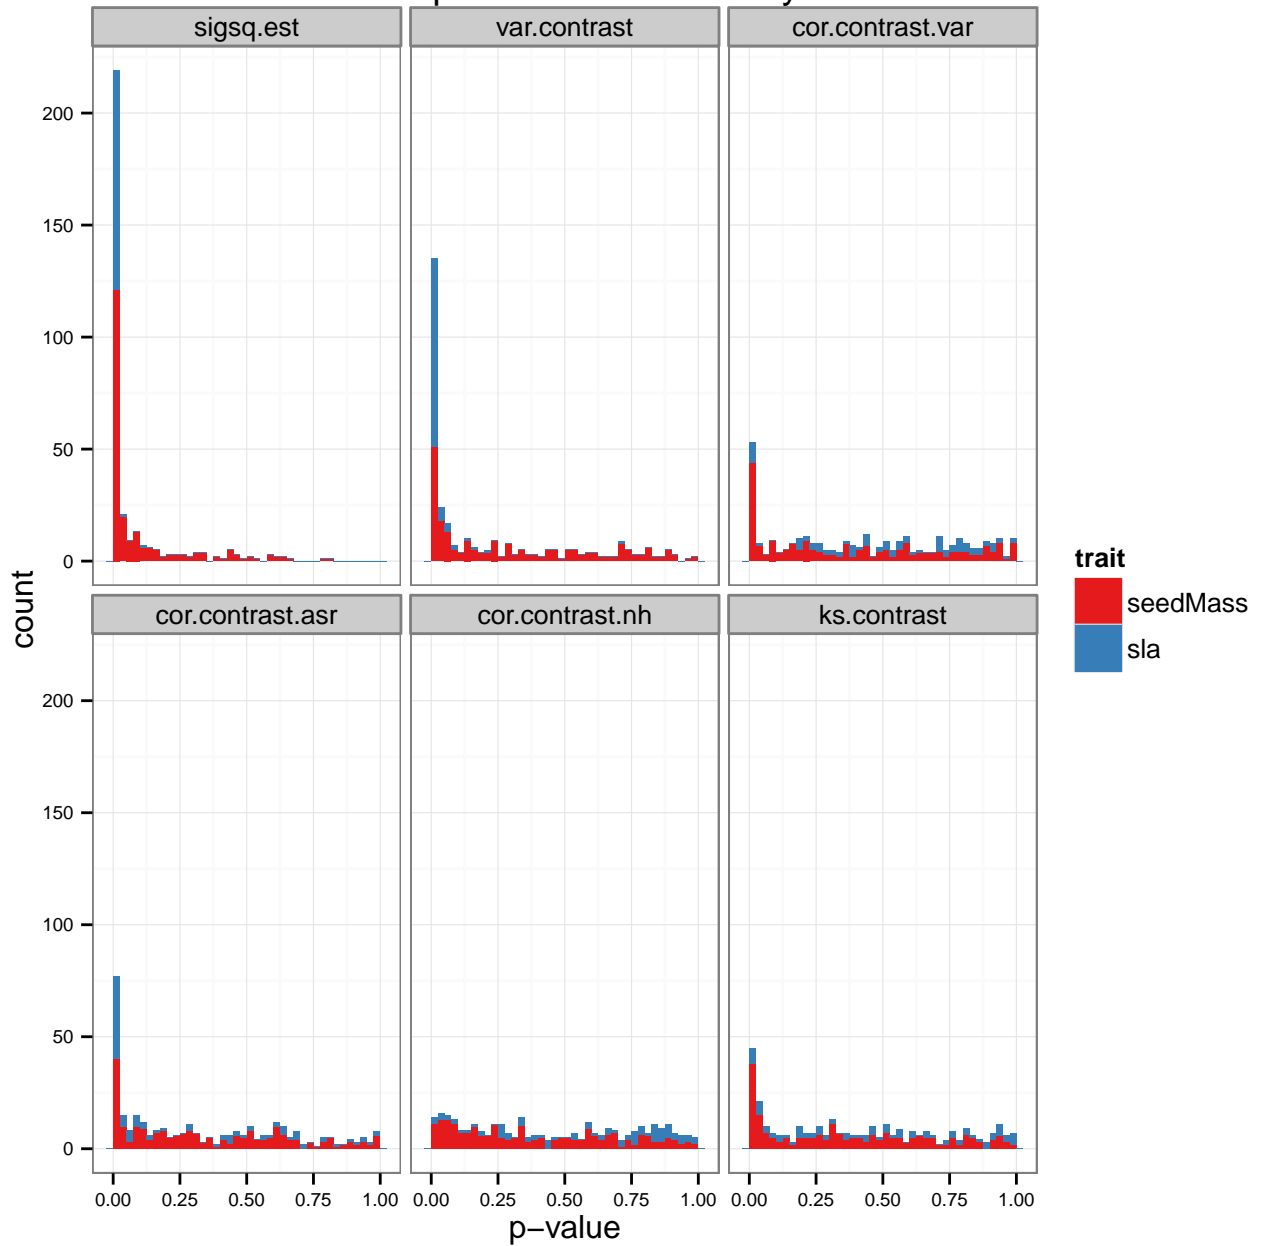 sigsq.est var.contrast cor.contrast.var
200
150
100
50
0
cor.contrast.asr cor.contrast.nh ks.contrast
200
150
100
50
0
0.00 0.25 0.50 0.75 1.00 0.00 0.25 0.50 0.75 1.00 0.00 0.25 0.50 0.75 1.00
p−value
count
trait
seedMass
sla